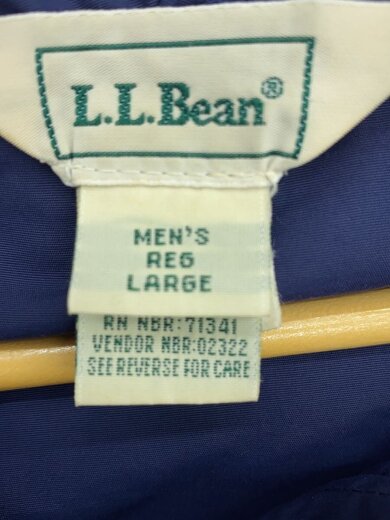 L.L.Bean®
MEN'S
REG
LARGE
RN NBR:71341
VENDOR NBR:02322
SEE REVERSE FOR CARE